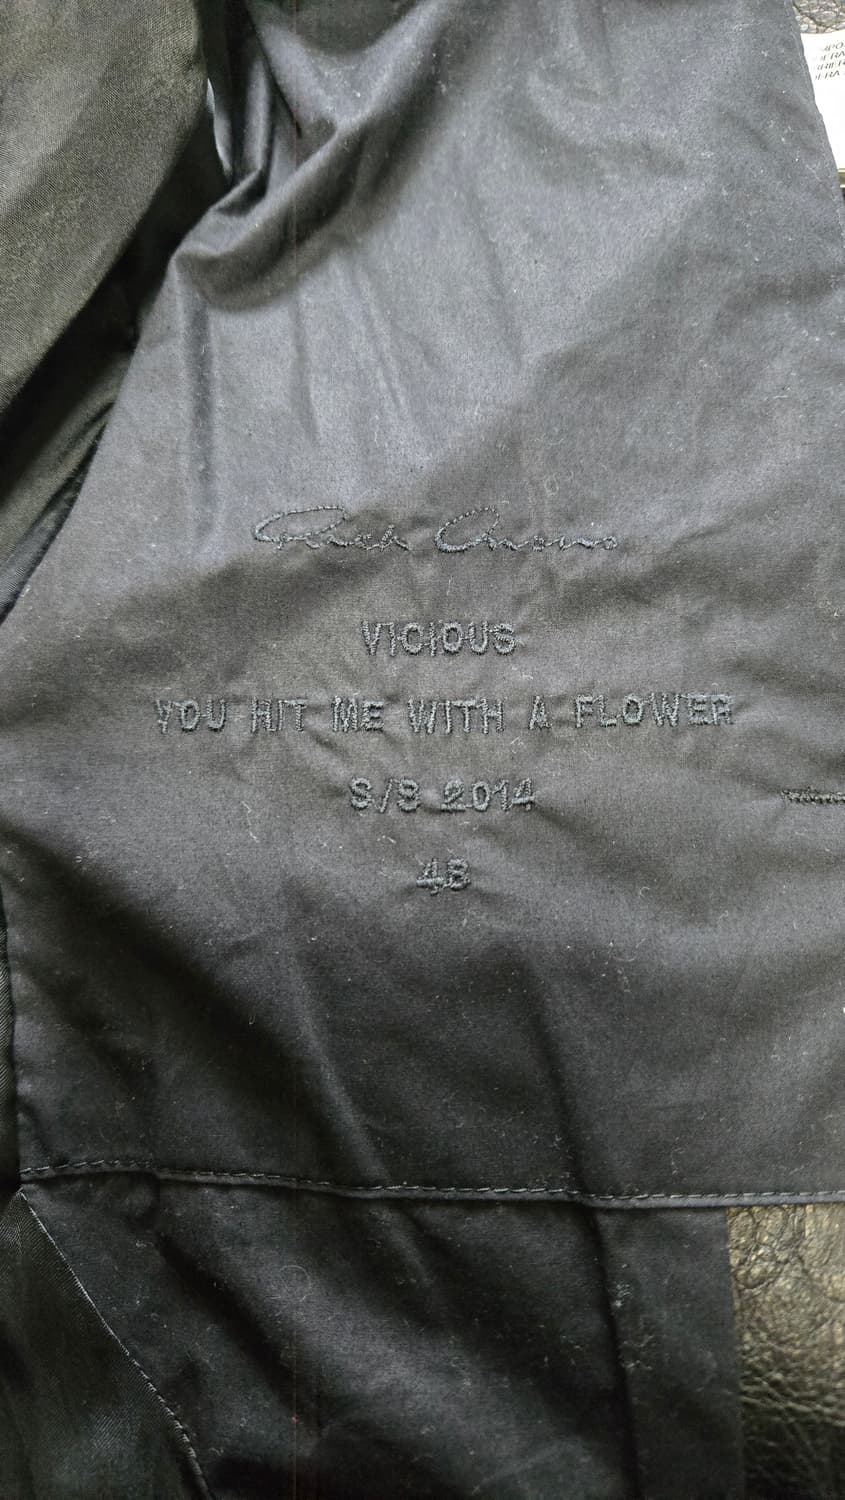 Rick Owens
VICIOUS
YOU HIT ME WITH A FLOWER
S/S 2014
48